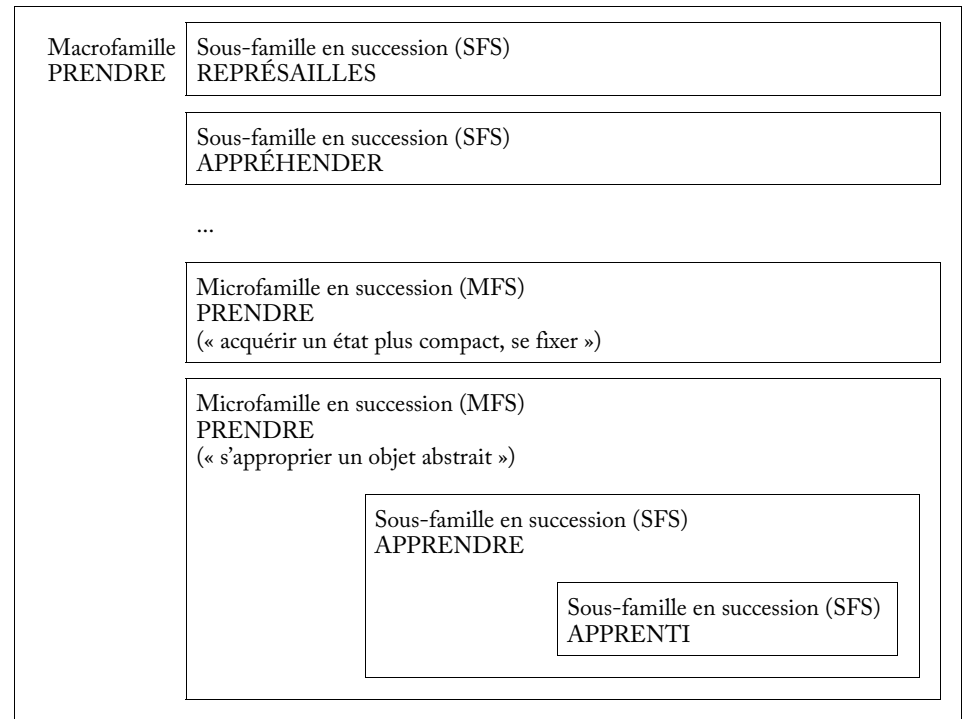 Macrofamille
PRENDRE
Sous-famille en succession (SFS)
REPRÉSAILLES
Sous-famille en succession (SFS)
APPRÉHENDER
...
Microfamille en succession (MFS)
PRENDRE
(« acquérir un état plus compact, se fixer »)
Microfamille en succession (MFS)
PRENDRE
(« s’approprier un objet abstrait »)
Sous-famille en succession (SFS)
APPRENDRE
Sous-famille en succession (SFS)
APPRENTI